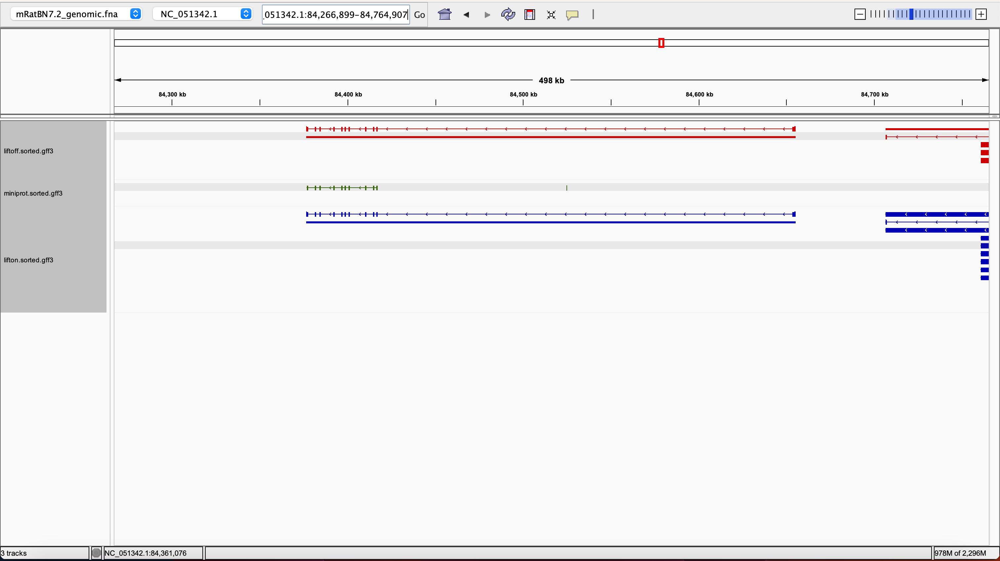 mRatBN7.2_genomic.fna NC_051342.1 051342.1:84,266,899-84,764,907 Go
498 kb
84,300 kb 84,400 kb 84,500 kb 84,600 kb 84,700 kb
liftoff.sorted.gff3
miniprot.sorted.gff3
lifton.sorted.gff3
3 tracks NC_051342.1:84,361,076 978M of 2,296M